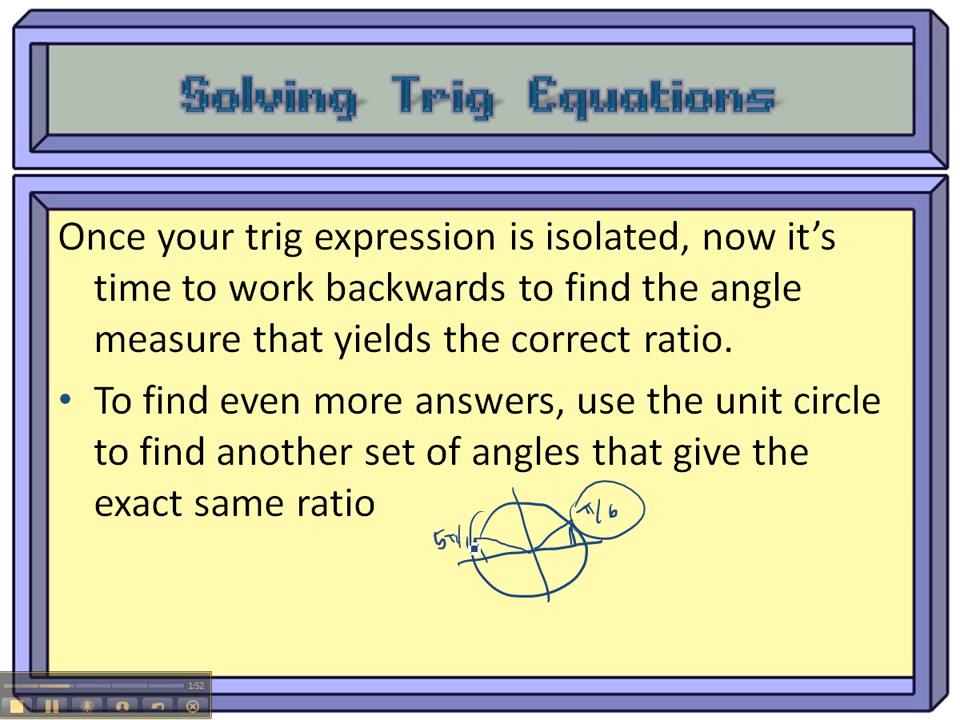 Solving Trig Equations
Once your trig expression is isolated, now it’s
time to work backwards to find the angle
measure that yields the correct ratio.
• To find even more answers, use the unit circle
to find another set of angles that give the
exact same ratio
π/6
5π/
1:52